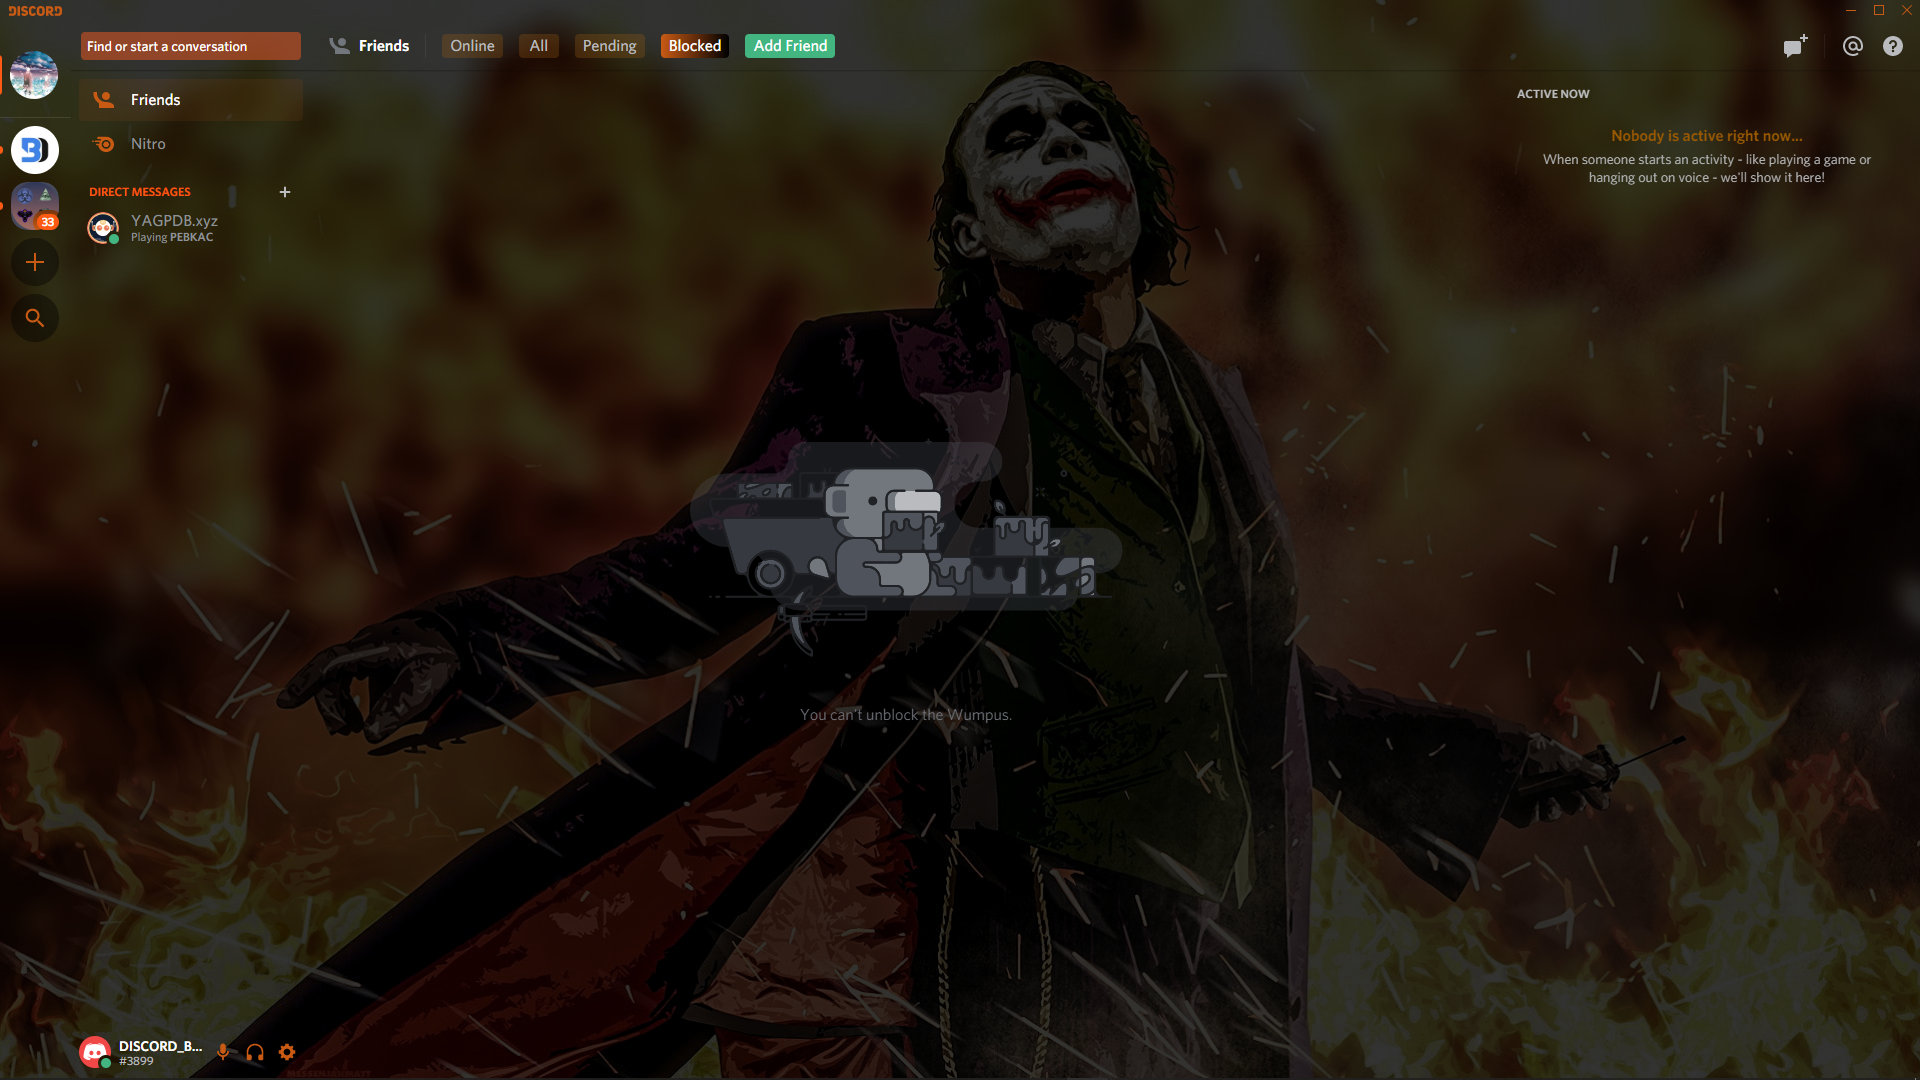 DISCORD
Find or start a conversation
Friends
Online
All
Pending
Blocked
Add Friend
Friends
Nitro
DIRECT MESSAGES
YAGPDB.xyz
Playing PEBKAC
33
ACTIVE NOW
Nobody is active right now...
When someone starts an activity - like playing a game or
hanging out on voice - we'll show it here!
You can't unblock the Wumpus.
DISCORD_B...
#3899